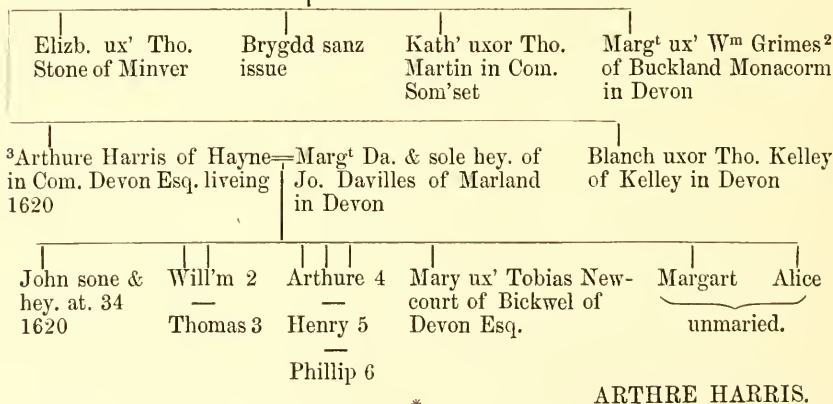 Elizb. ux' Tho.
Stone of Minver
Brygdd sanz
issue
Kath' uxor Tho.
Martin in Com.
Som'set
Margᵗ ux' Wᵐ Grimes²
of Buckland Monacorm
in Devon
³Arthure Harris of Hayne=Margᵗ Da. & sole hey. of
in Com. Devon Esq. liveing
1620
Jo. Davilles of Marland
in Devon
Blanch uxor Tho. Kelley
of Kelley in Devon
John sone &
hey. at. 34
1620
Will'm 2
—
Thomas 3
Arthure 4
—
Henry 5
—
Phillip 6
Mary ux' Tobias New-
court of Bickwel of
Devon Esq.
Margart Alice
unmaried.
*
ARTHRE HARRIS.